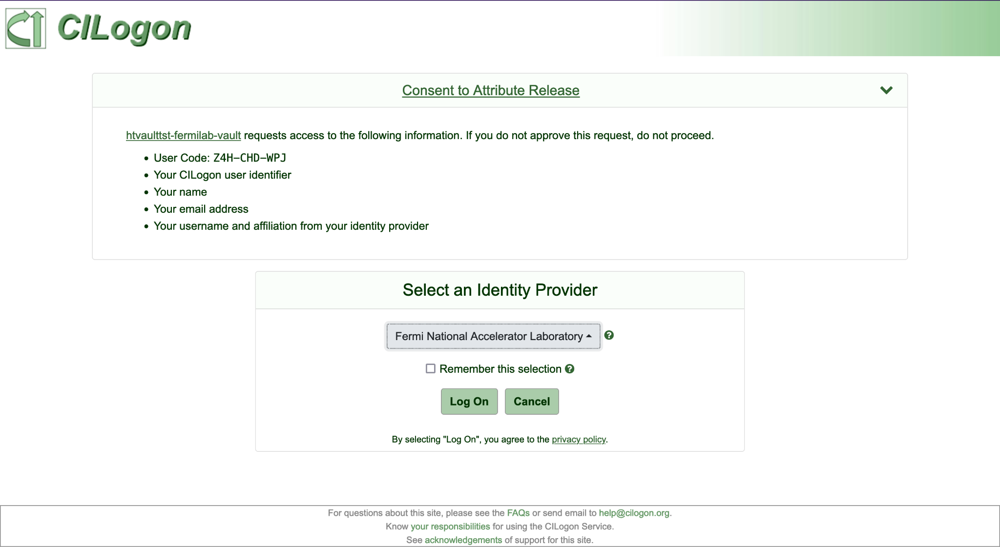 CILogon
Consent to Attribute Release
htvaulttst-fermilab-vault requests access to the following information. If you do not approve this request, do not proceed.
• User Code: Z4H-CHD-WPJ
• Your CILogon user identifier
• Your name
• Your email address
• Your username and affiliation from your identity provider
Select an Identity Provider
Fermi National Accelerator Laboratory
Remember this selection
Log On Cancel
By selecting "Log On", you agree to the privacy policy.
For questions about this site, please see the FAQs or send email to help@cilogon.org.
Know your responsibilities for using the CILogon Service.
See acknowledgements of support for this site.